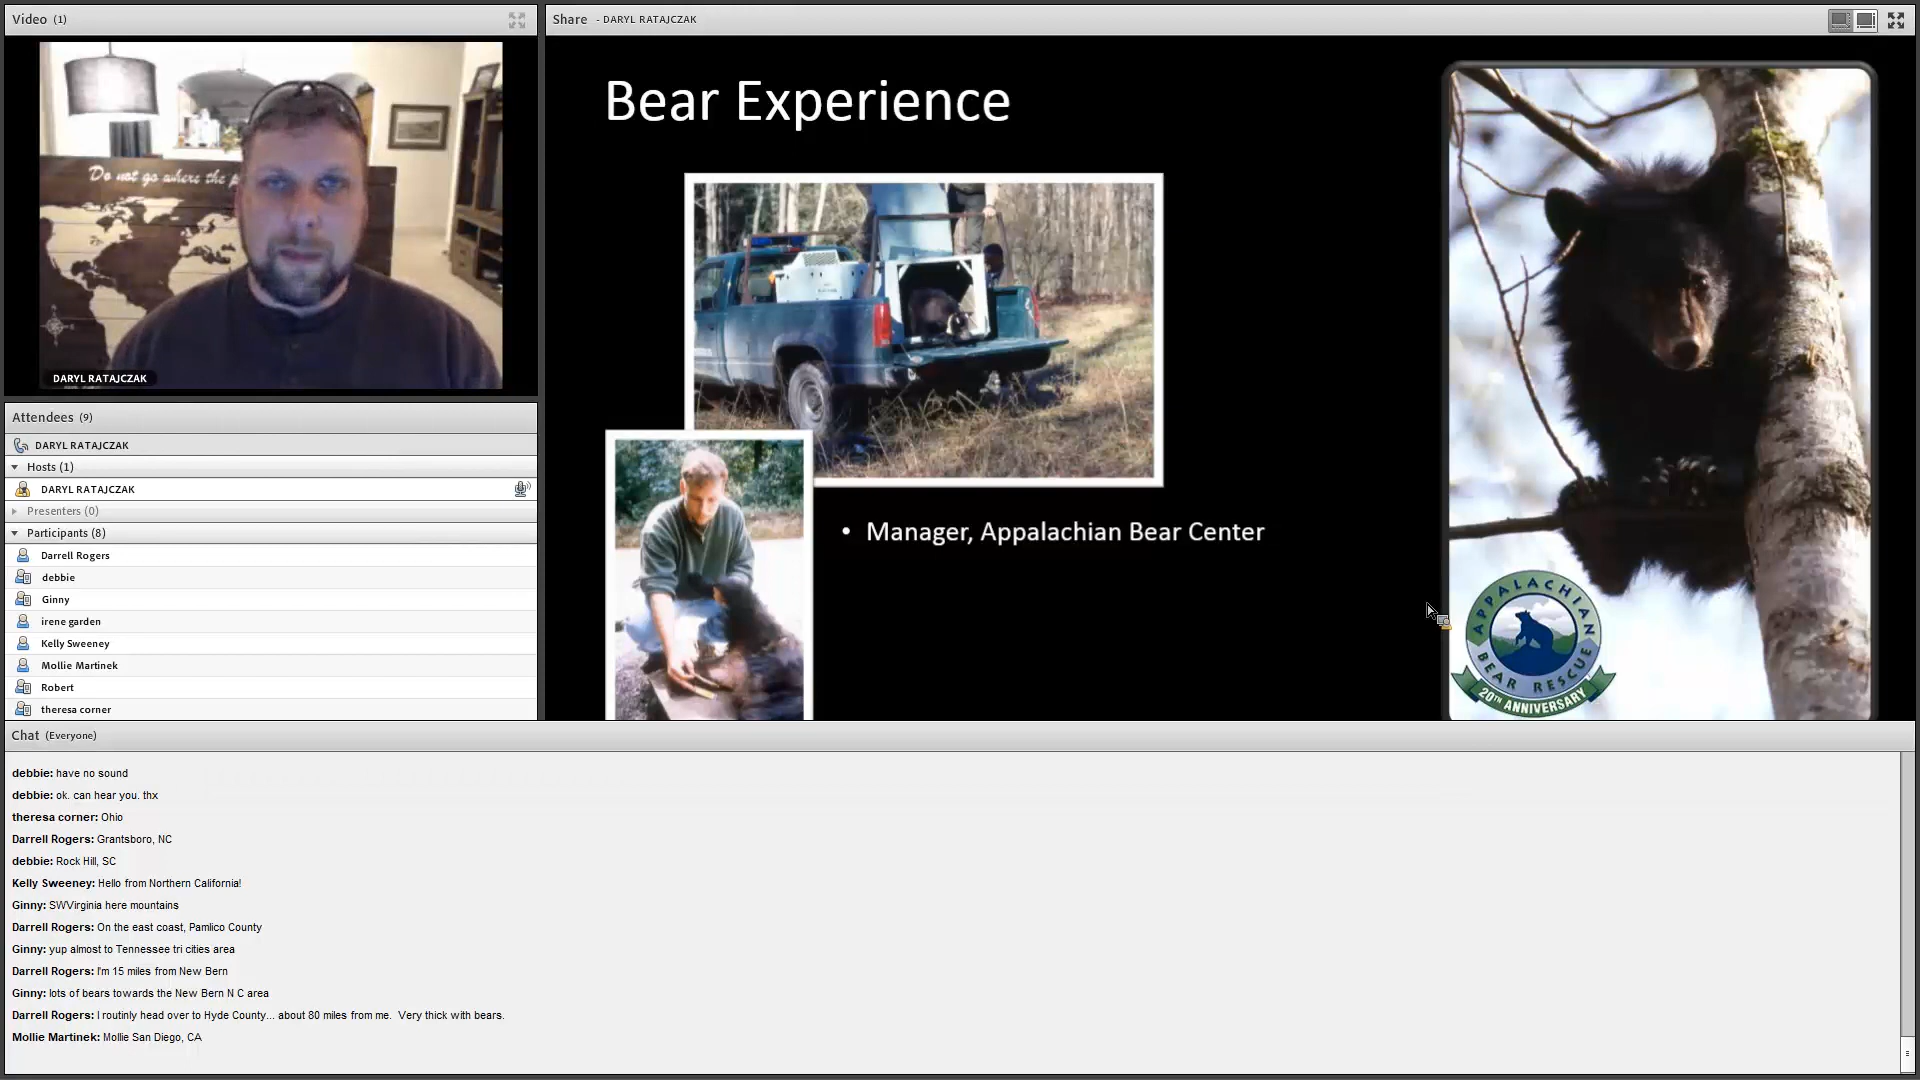 Video (1)
Do not go where the p
DARYL RATAJCZAK
Attendees (9)
DARYL RATAJCZAK
Hosts (1)
DARYL RATAJCZAK
Presenters (0)
Participants (8)
Darrell Rogers
debbie
Ginny
irene garden
Kelly Sweeney
Mollie Martinek
Robert
theresa corner
Share - DARYL RATAJCZAK
Bear Experience
• Manager, Appalachian Bear Center
APPALACHIAN
BEAR RESCUE
20TH ANNIVERSARY
Chat (Everyone)
debbie: have no sound
debbie: ok. can hear you. thx
theresa corner: Ohio
Darrell Rogers: Grantsboro, NC
debbie: Rock Hill, SC
Kelly Sweeney: Hello from Northern California!
Ginny: SWVirginia here mountains
Darrell Rogers: On the east coast, Pamlico County
Ginny: yup almost to Tennessee tri cities area
Darrell Rogers: I'm 15 miles from New Bern
Ginny: lots of bears towards the New Bern N C area
Darrell Rogers: I routinly head over to Hyde County... about 80 miles from me.  Very thick with bears.
Mollie Martinek: Mollie San Diego, CA